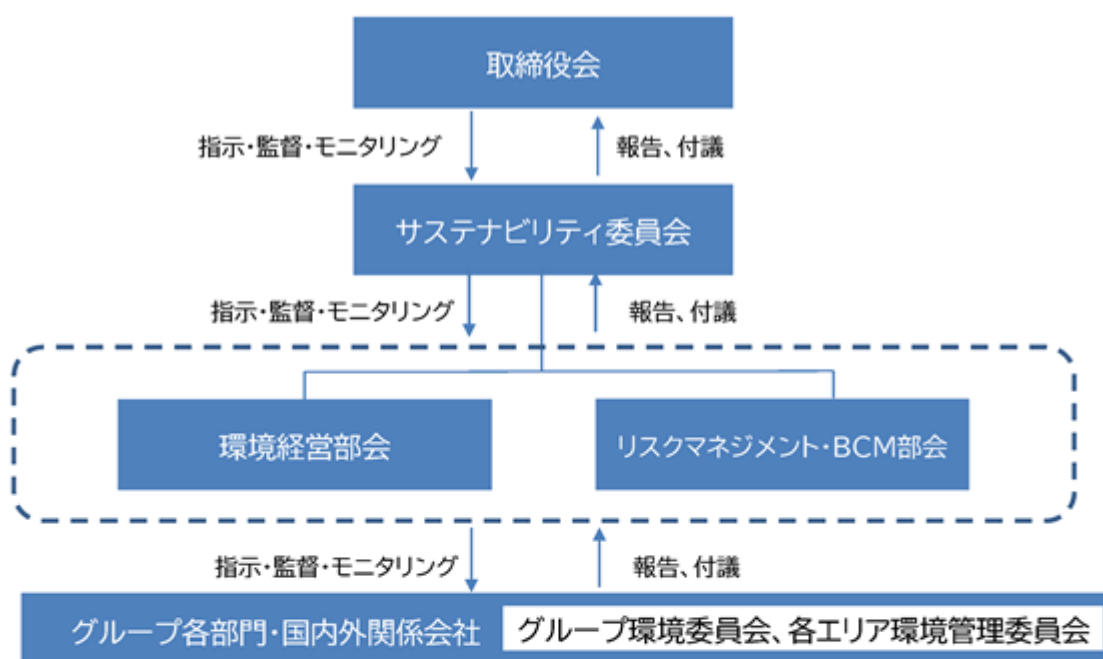 取締役会
指示・監督・モニタリング
報告、付議
サステナビリティ委員会
指示・監督・モニタリング
報告、付議
環境経営部会
リスクマネジメント・BCM部会
指示・監督・モニタリング
報告、付議
グループ各部門・国内外関係会社
グループ環境委員会、各エリア環境管理委員会